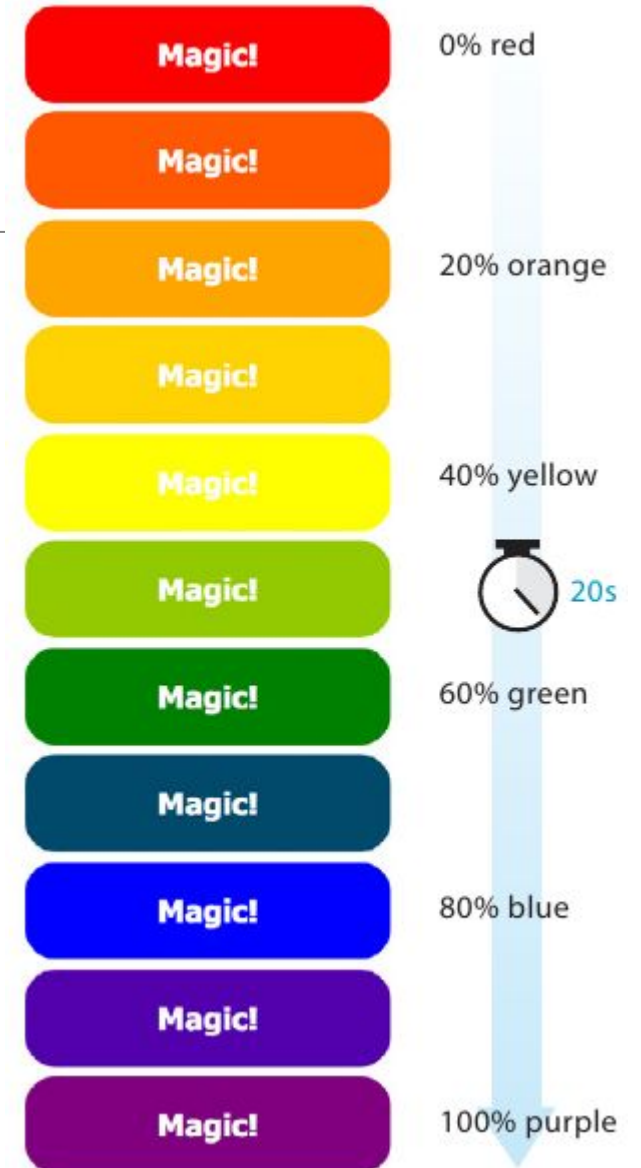 Magic! 0% red
Magic!
Magic! 20% orange
Magic!
Magic! 40% yellow
Magic! 20s
Magic! 60% green
Magic!
Magic! 80% blue
Magic!
Magic! 100% purple